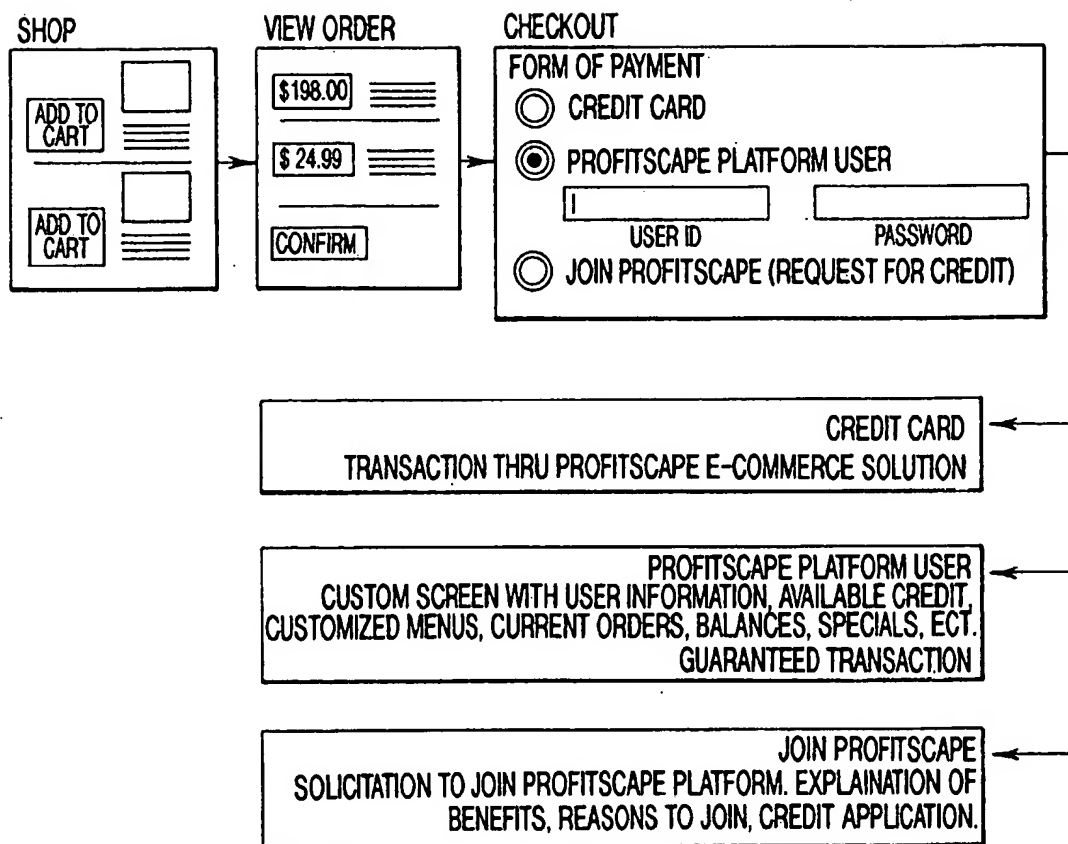 SHOP
ADD TO
CART
ADD TO
CART
VIEW ORDER
$198.00
$ 24.99
CONFIRM
CHECKOUT
FORM OF PAYMENT
CREDIT CARD
PROFITSCAPE PLATFORM USER
USER ID PASSWORD
JOIN PROFITSCAPE (REQUEST FOR CREDIT)
CREDIT CARD
TRANSACTION THRU PROFITSCAPE E-COMMERCE SOLUTION
PROFITSCAPE PLATFORM USER
CUSTOM SCREEN WITH USER INFORMATION, AVAILABLE CREDIT,
CUSTOMIZED MENUS, CURRENT ORDERS, BALANCES, SPECIALS, ECT.
GUARANTEED TRANSACTION
JOIN PROFITSCAPE
SOLICITATION TO JOIN PROFITSCAPE PLATFORM. EXPLAINATION OF
BENEFITS, REASONS TO JOIN, CREDIT APPLICATION.